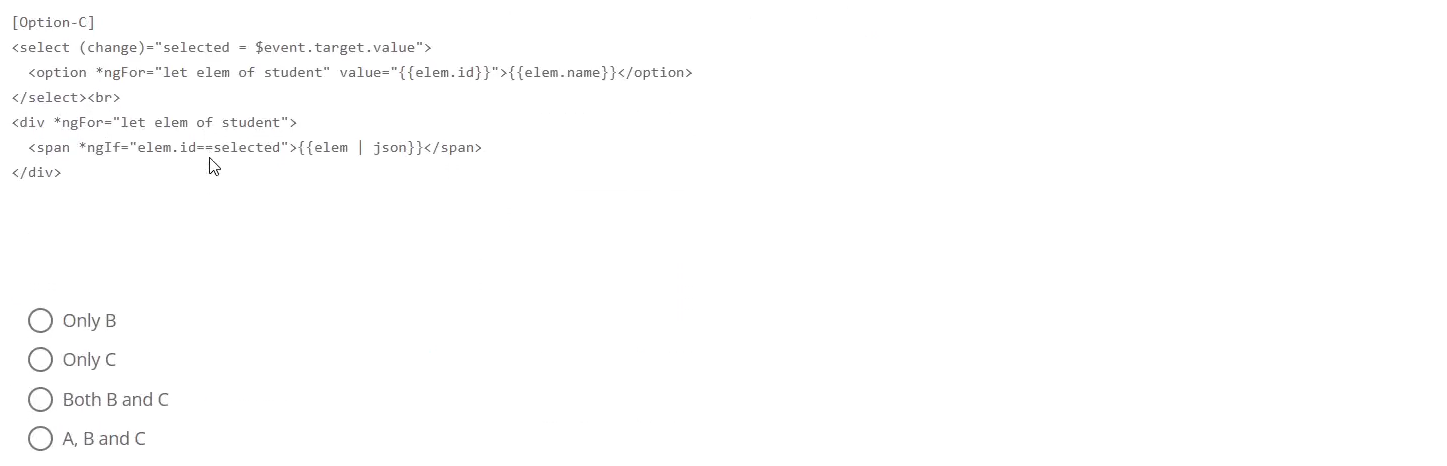 [Option-C]
<select (change)="selected = $event.target.value">
  <option *ngFor="let elem of student" value="{{elem.id}}">{{elem.name}}</option>
</select><br>
<div *ngFor="let elem of student">
  <span *ngIf="elem.id==selected">{{elem | json}}</span>
</div>
Only B
Only C
Both B and C
A, B and C